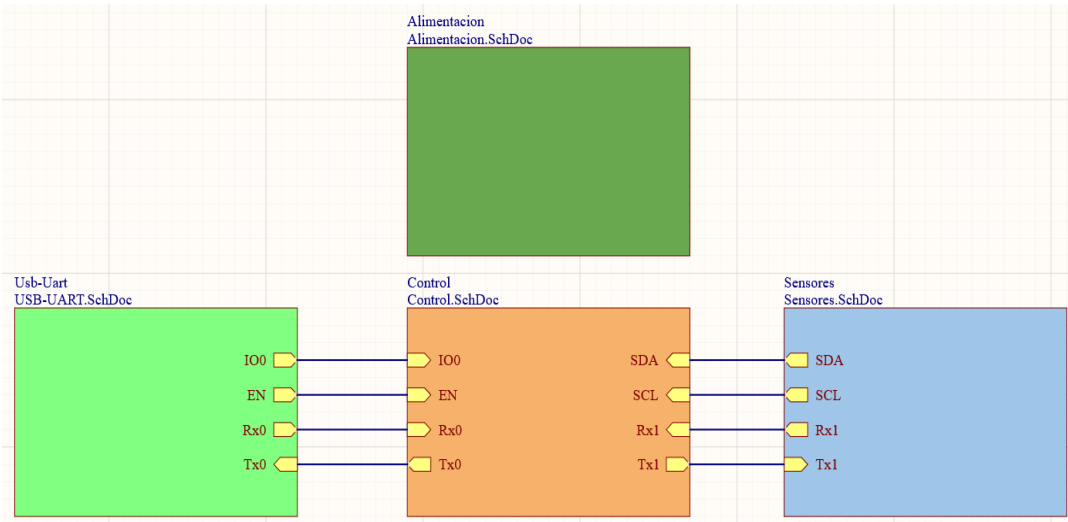 Alimentacion
Alimentacion.SchDoc
Usb-Uart
USB-UART.SchDoc
IO0
EN
Rx0
Tx0
Control
Control.SchDoc
IO0
EN
Rx0
Tx0
SDA
SCL
Rx1
Tx1
Sensores
Sensores.SchDoc
SDA
SCL
Rx1
Tx1